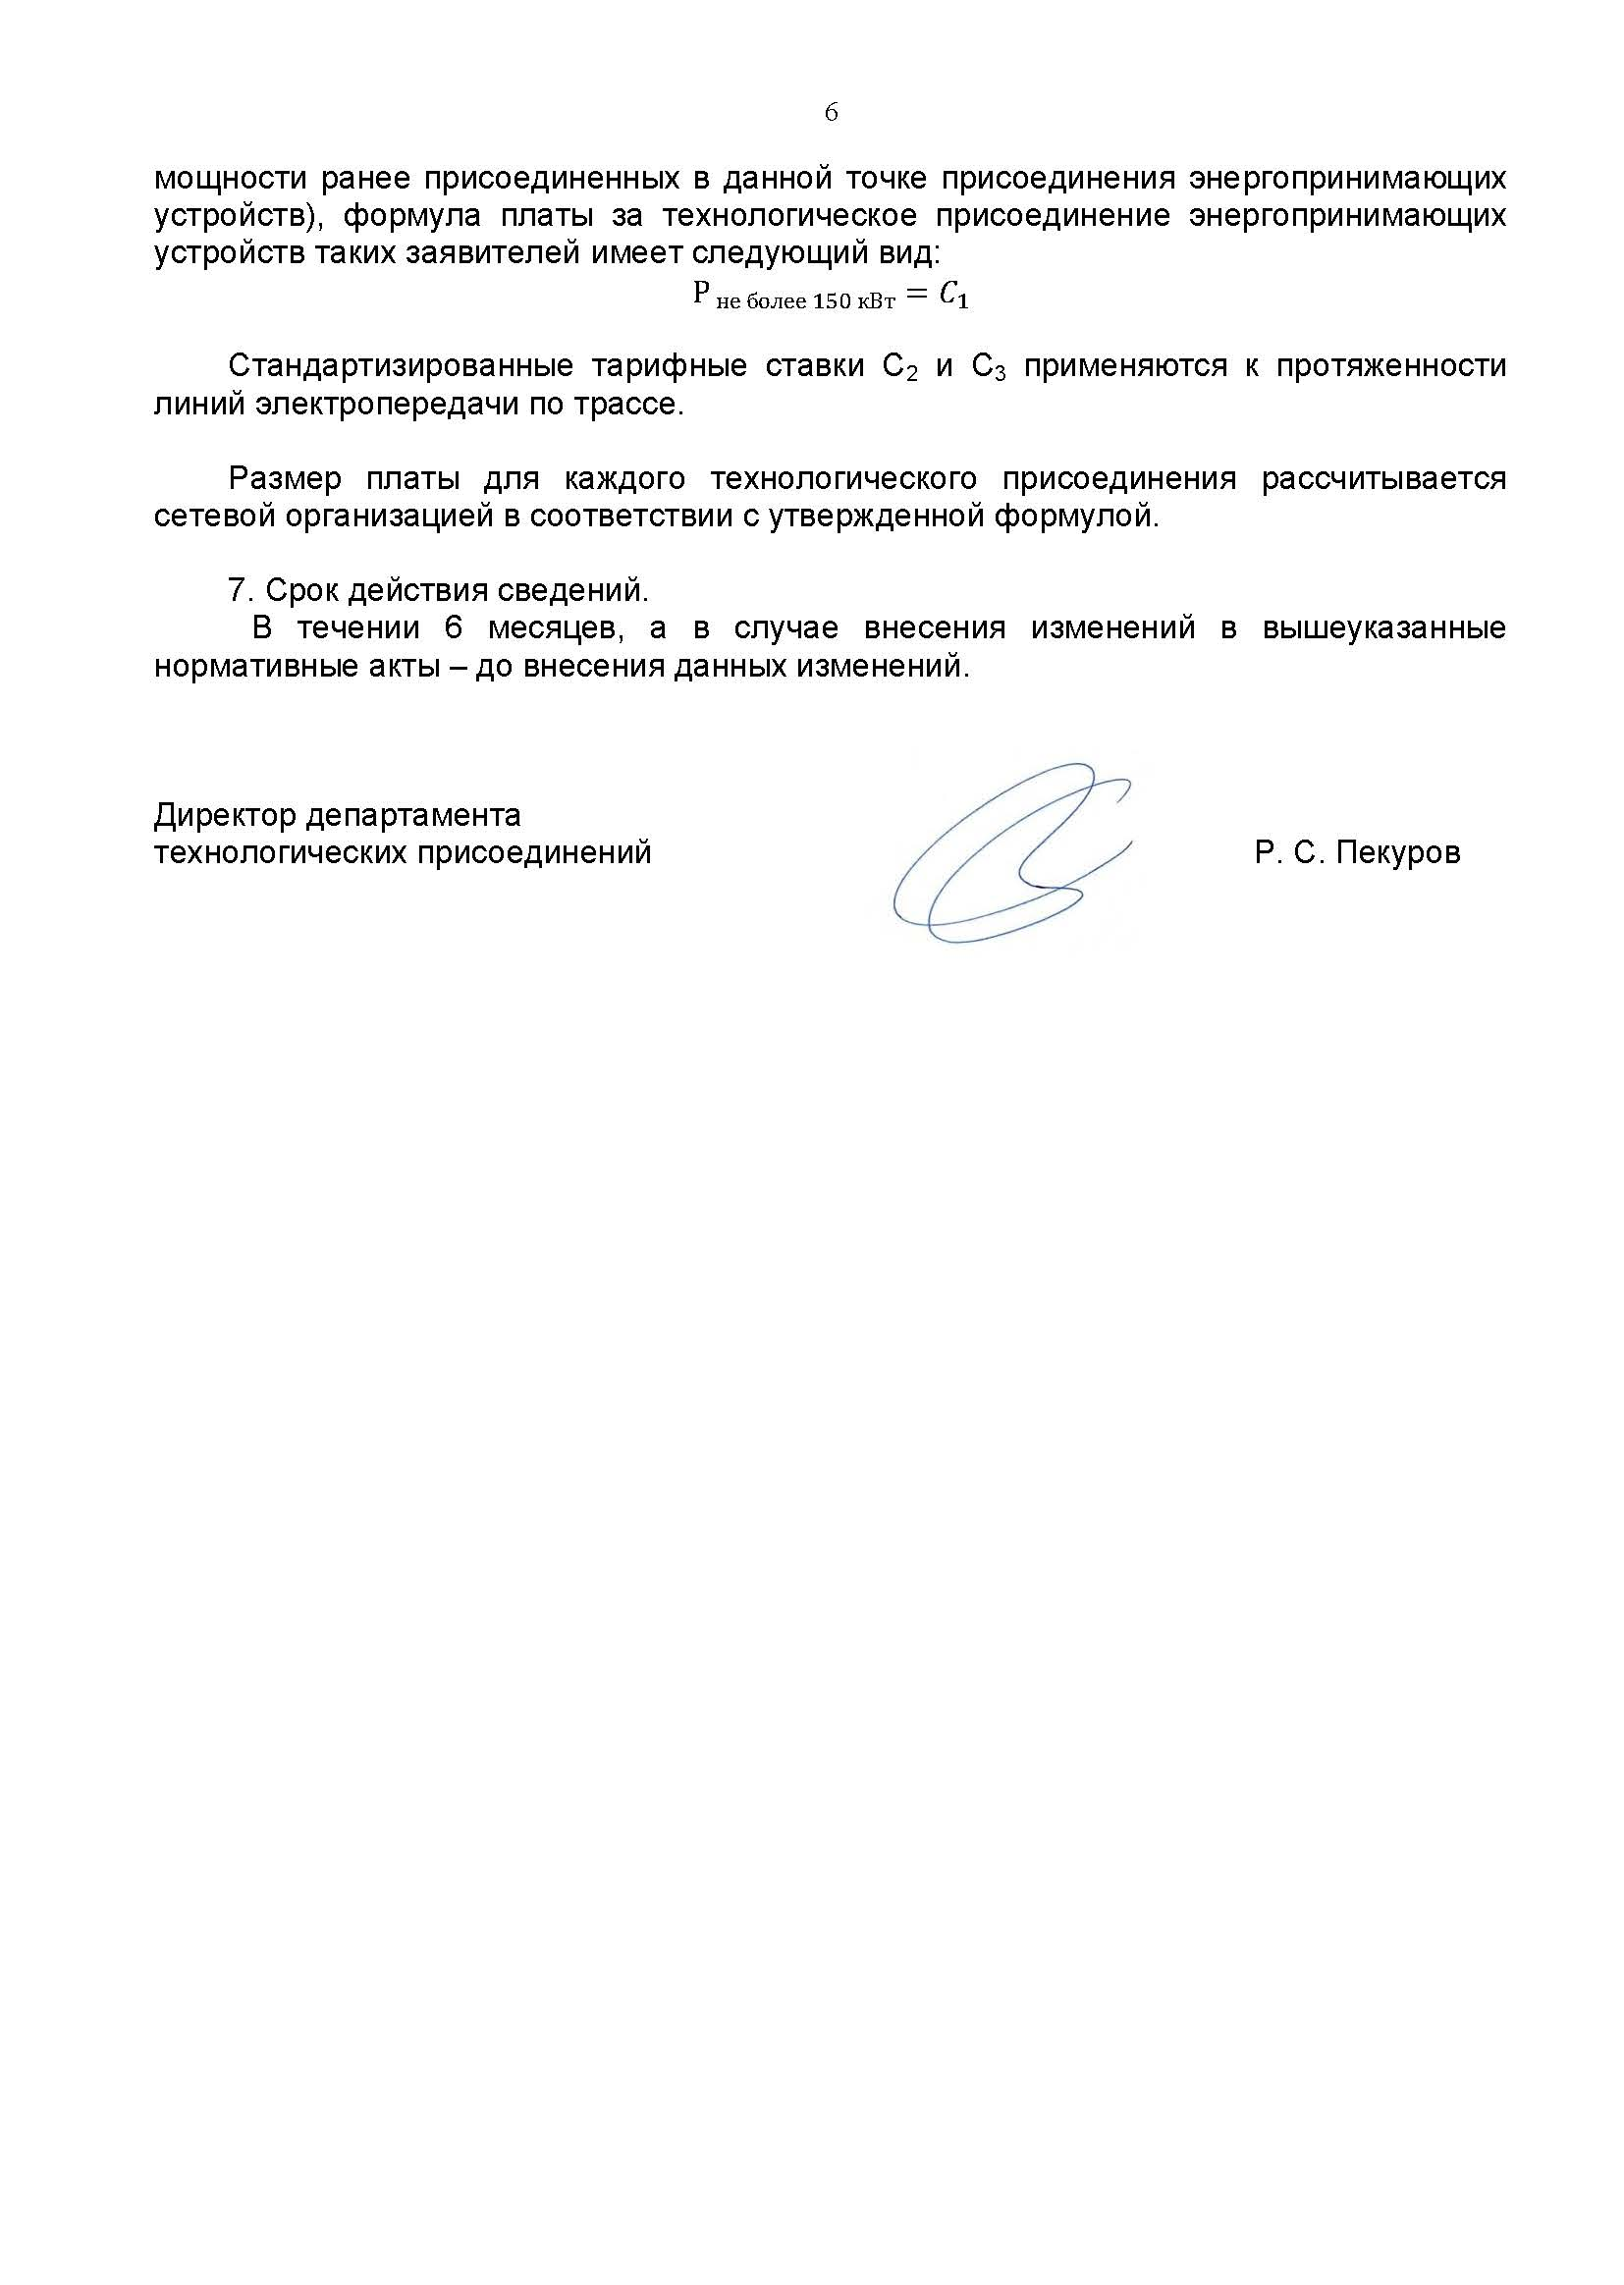 6
мощности ранее присоединенных в данной точке присоединения энергопринимающих
устройств), формула платы за технологическое присоединение энергопринимающих
устройств таких заявителей имеет следующий вид:
P не более 150 кВт = C₁
Стандартизированные тарифные ставки С₂ и С₃ применяются к протяженности
линий электропередачи по трассе.
Размер платы для каждого технологического присоединения рассчитывается
сетевой организацией в соответствии с утвержденной формулой.
7. Срок действия сведений.
В течении 6 месяцев, а в случае внесения изменений в вышеуказанные
нормативные акты – до внесения данных изменений.
Директор департамента
технологических присоединений Р. С. Пекуров